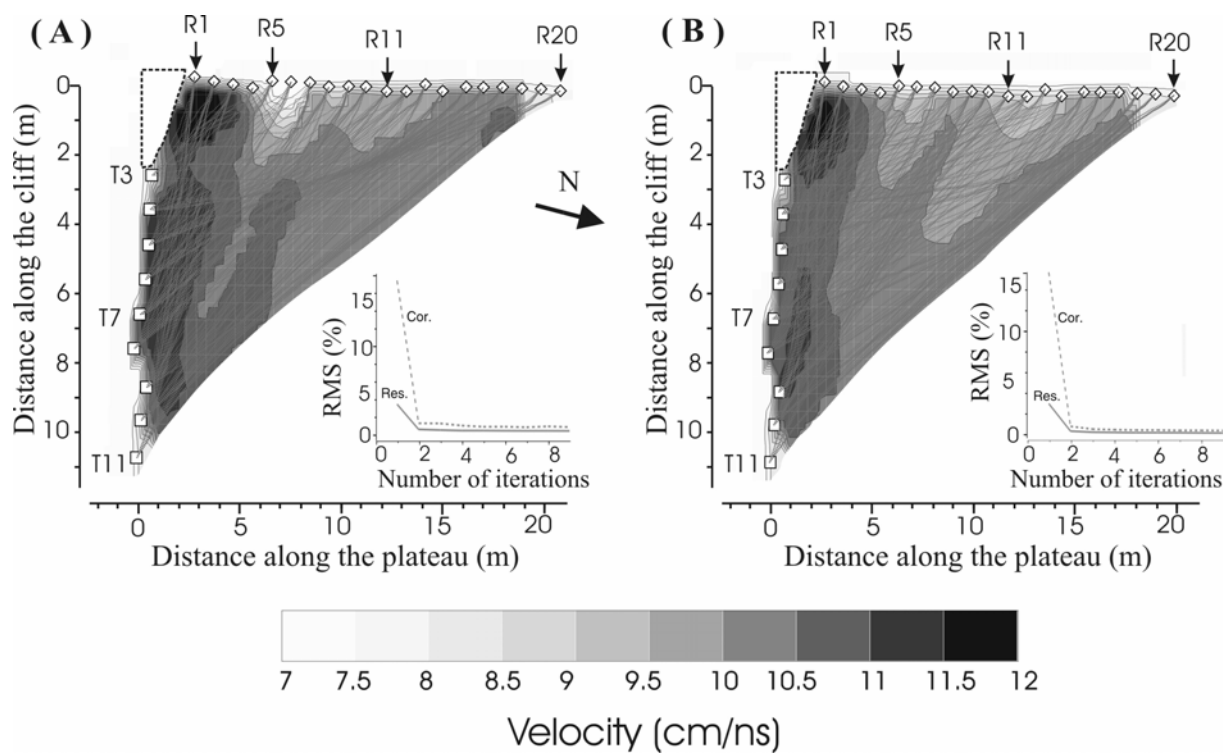 (A)
R1
R5
R11
R20
0
2
4
6
8
10
Distance along the cliff (m)
T3
T7
T11
N
RMS (%)
15
10
5
0
Cor.
Res.
0 2 4 6 8
Number of iterations
0 5 10 15 20
Distance along the plateau (m)
(B)
R1
R5
R11
R20
0
2
4
6
8
10
Distance along the cliff (m)
T3
T7
T11
RMS (%)
15
10
5
0
Cor.
Res.
0 2 4 6 8
Number of iterations
0 5 10 15 20
Distance along the plateau (m)
7 7.5 8 8.5 9 9.5 10 10.5 11 11.5 12
Velocity (cm/ns)